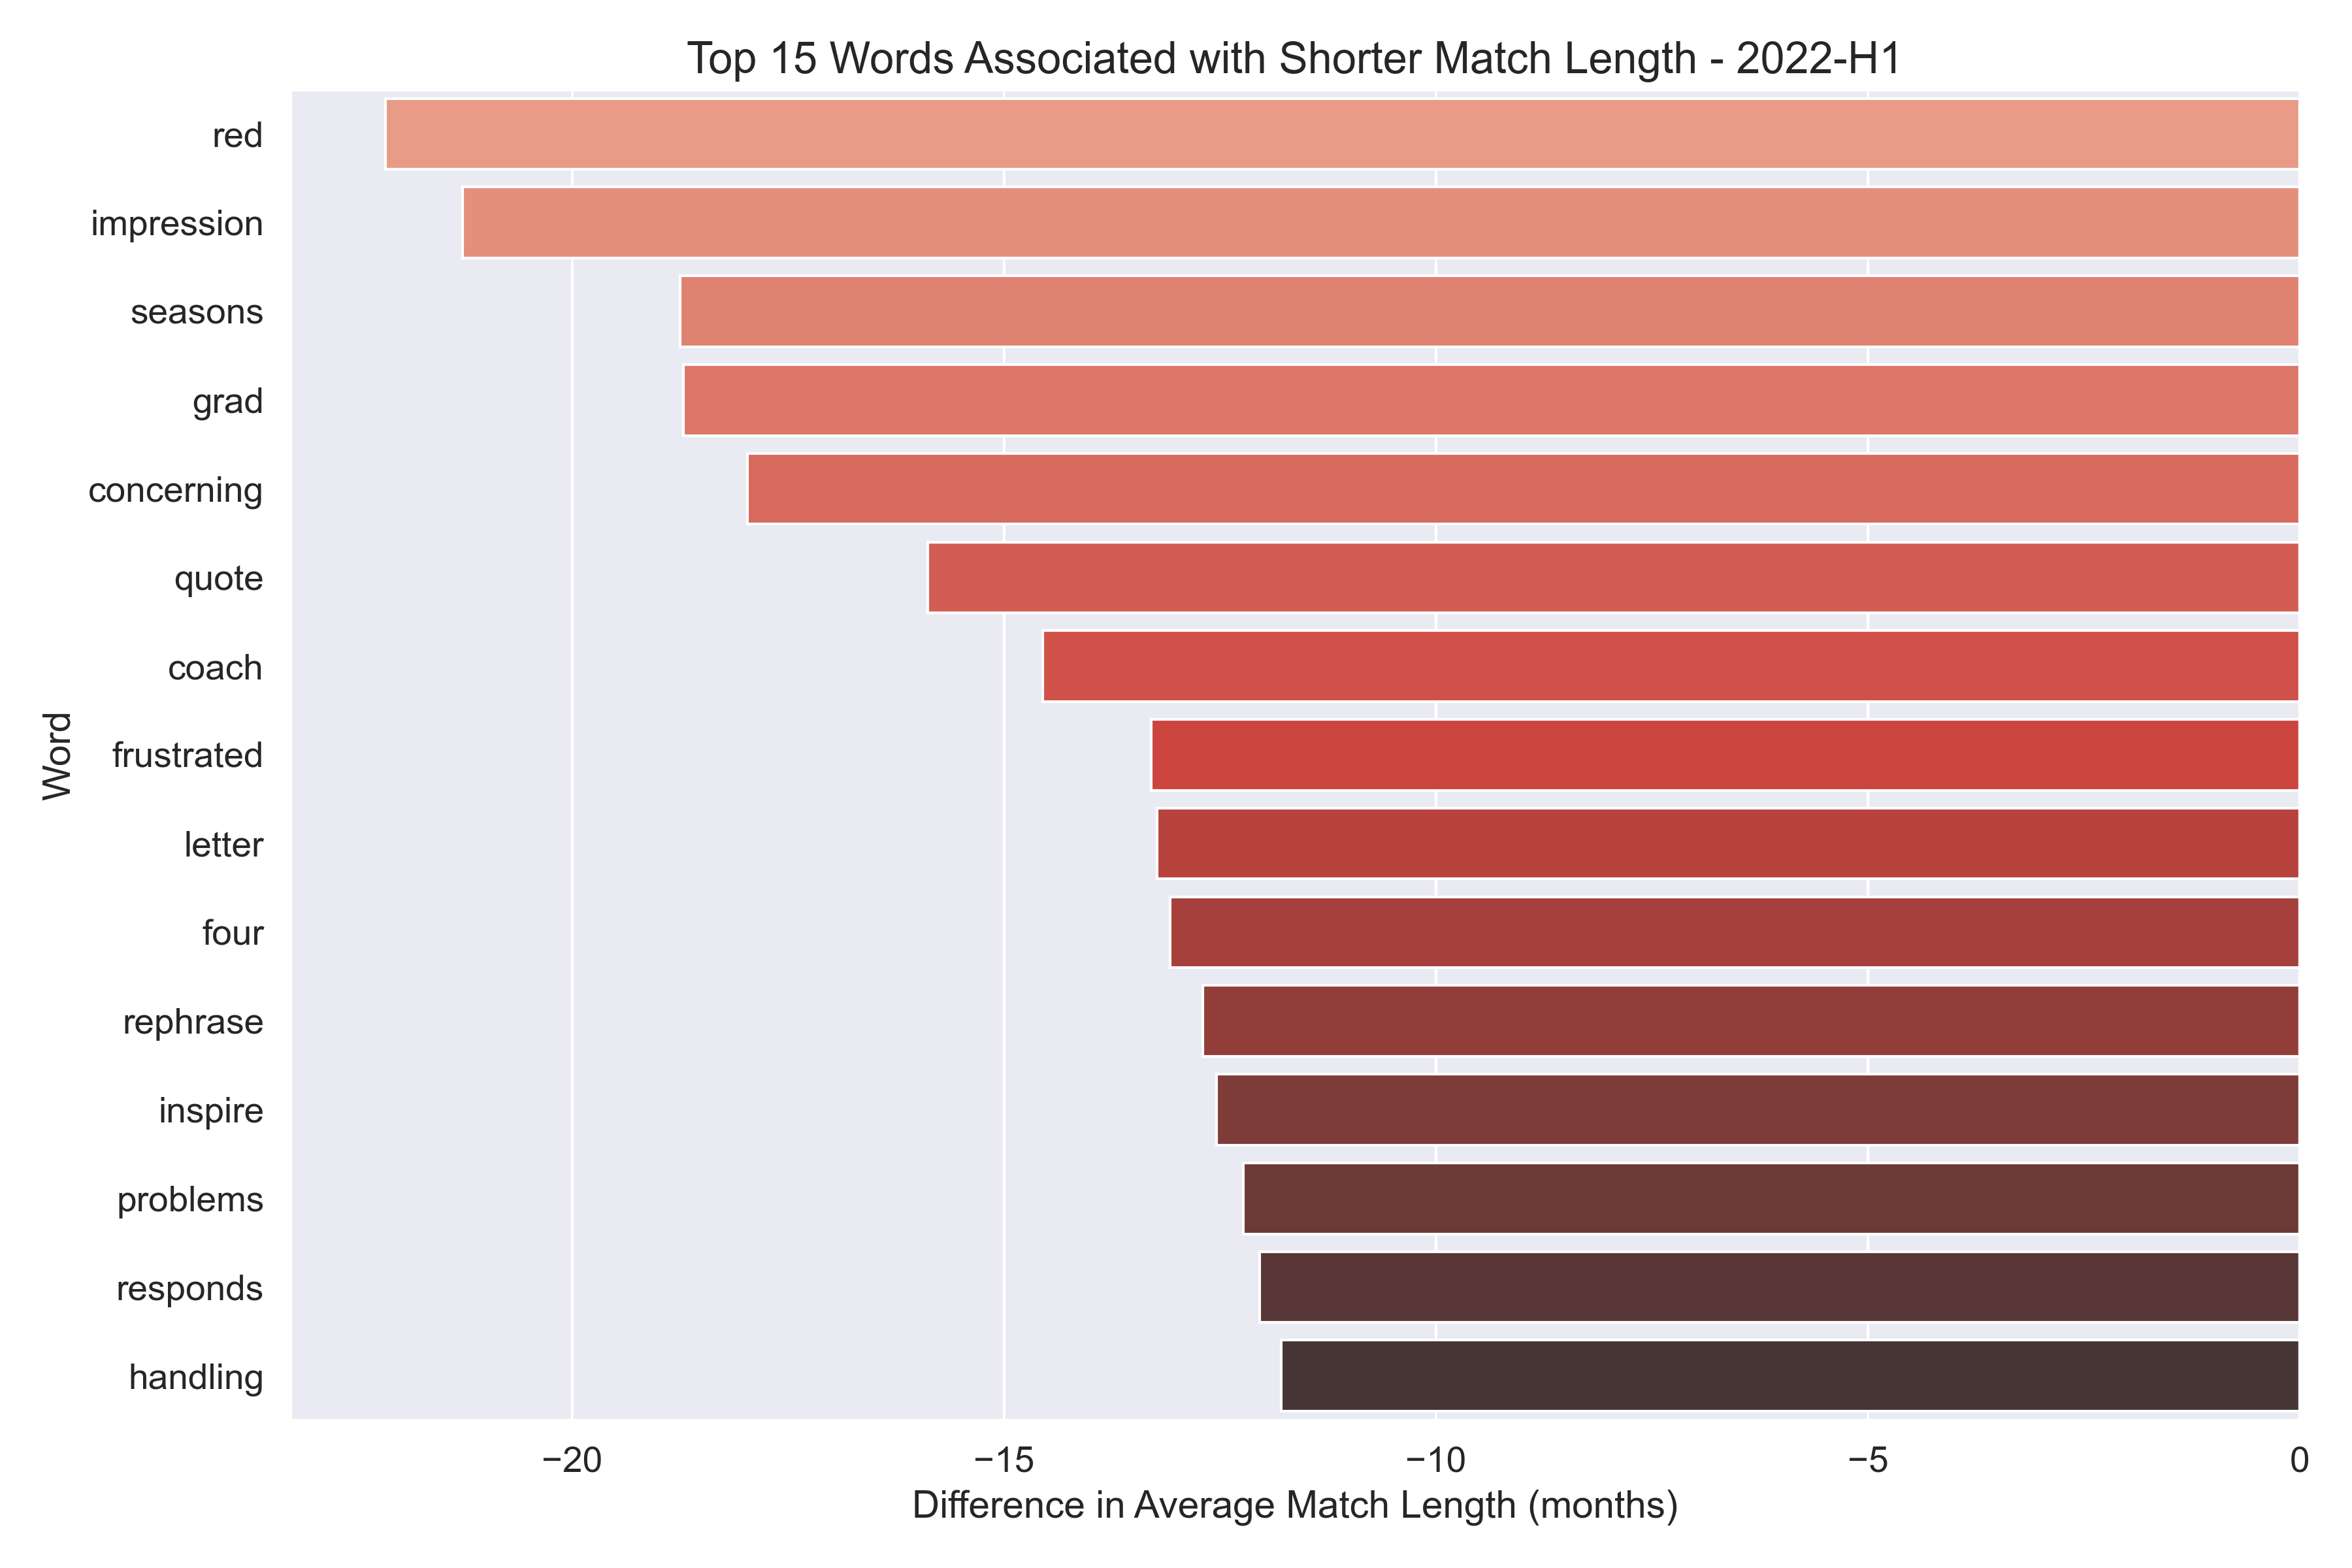 Top 15 Words Associated with Shorter Match Length - 2022-H1
Word
red
impression
seasons
grad
concerning
quote
coach
frustrated
letter
four
rephrase
inspire
problems
responds
handling
−20 −15 −10 −5 0
Difference in Average Match Length (months)